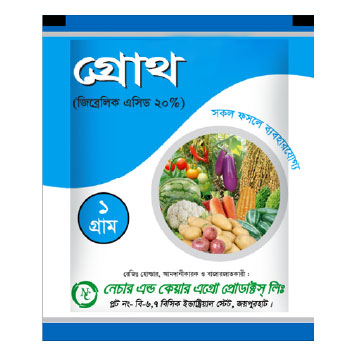 গ্রোথ
(জিব্রেলিক এসিড ২০%)
সকল ফসলে ব্যবহারযোগ্য
১
গ্রাম
রেজিঃ হোল্ডার, আমদানীকারক ও বাজারজাতকারী :
NC
নেচার এন্ড কেয়ার এগ্রো প্রোডাক্টস্ লিঃ
প্লট নং- বি-৬,৭ বিসিক ইন্ডাষ্ট্রিয়াল স্টেট, জয়পুরহাট।